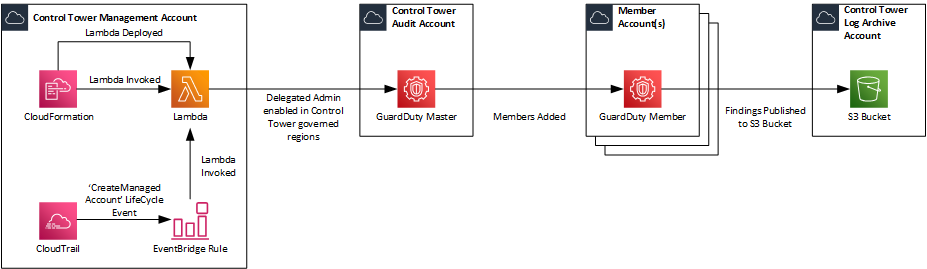 Control Tower Management Account
Lambda Deployed
Lambda Invoked
CloudFormation
Lambda
Lambda
Invoked
‘CreateManaged
Account’ LifeCycle
Event
CloudTrail
EventBridge Rule
Delegated Admin
enabled in Control
Tower governed
regions
Control Tower
Audit Account
GuardDuty Master
Members Added
Member
Account(s)
GuardDuty Member
Findings Published
to S3 Bucket
Control Tower
Log Archive
Account
S3 Bucket